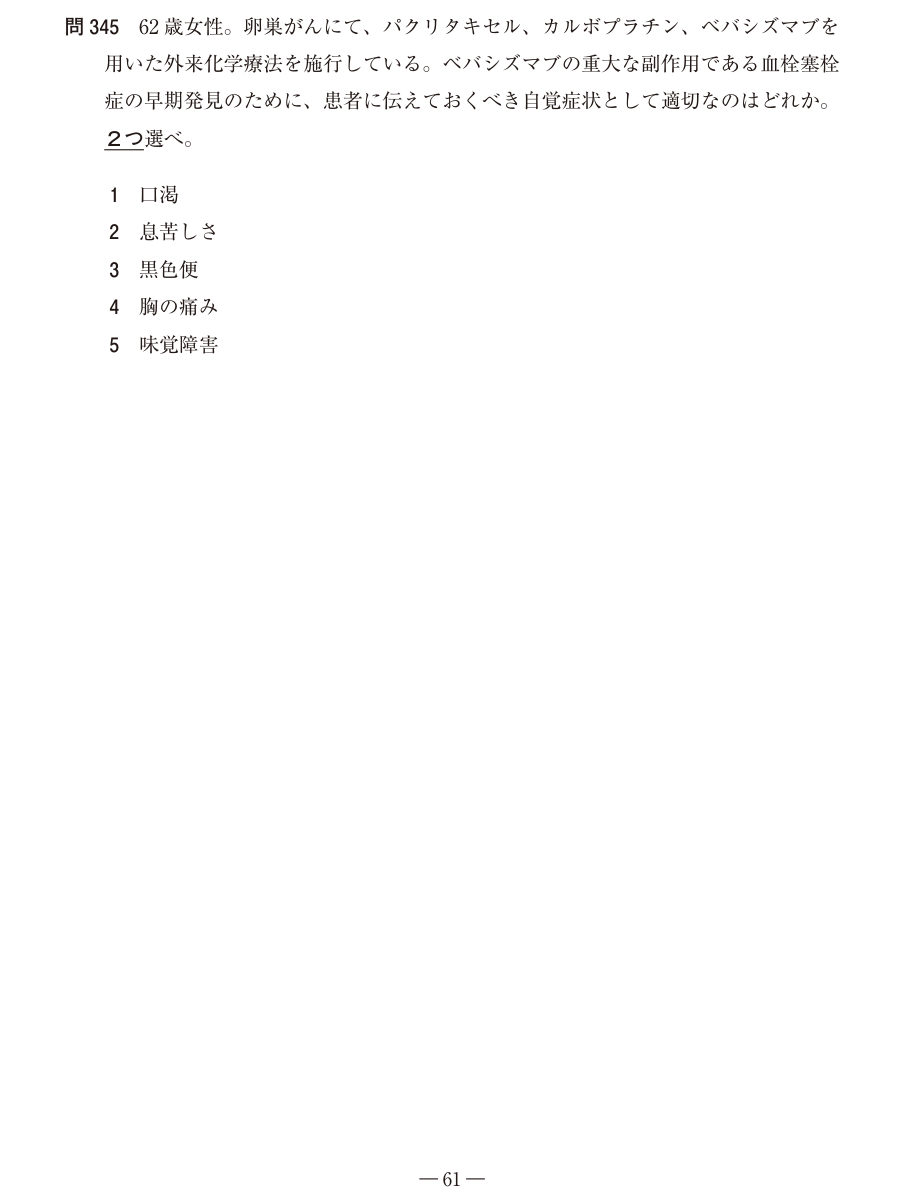 問 345　62 歳女性。卵巣がんにて、パクリタキセル、カルボプラチン、ベバシズマブを
用いた外来化学療法を施行している。ベバシズマブの重大な副作用である血栓塞栓
症の早期発見のために、患者に伝えておくべき自覚症状として適切なのはどれか。
２つ選べ。
1　口渇
2　息苦しさ
3　黒色便
4　胸の痛み
5　味覚障害
— 61 —